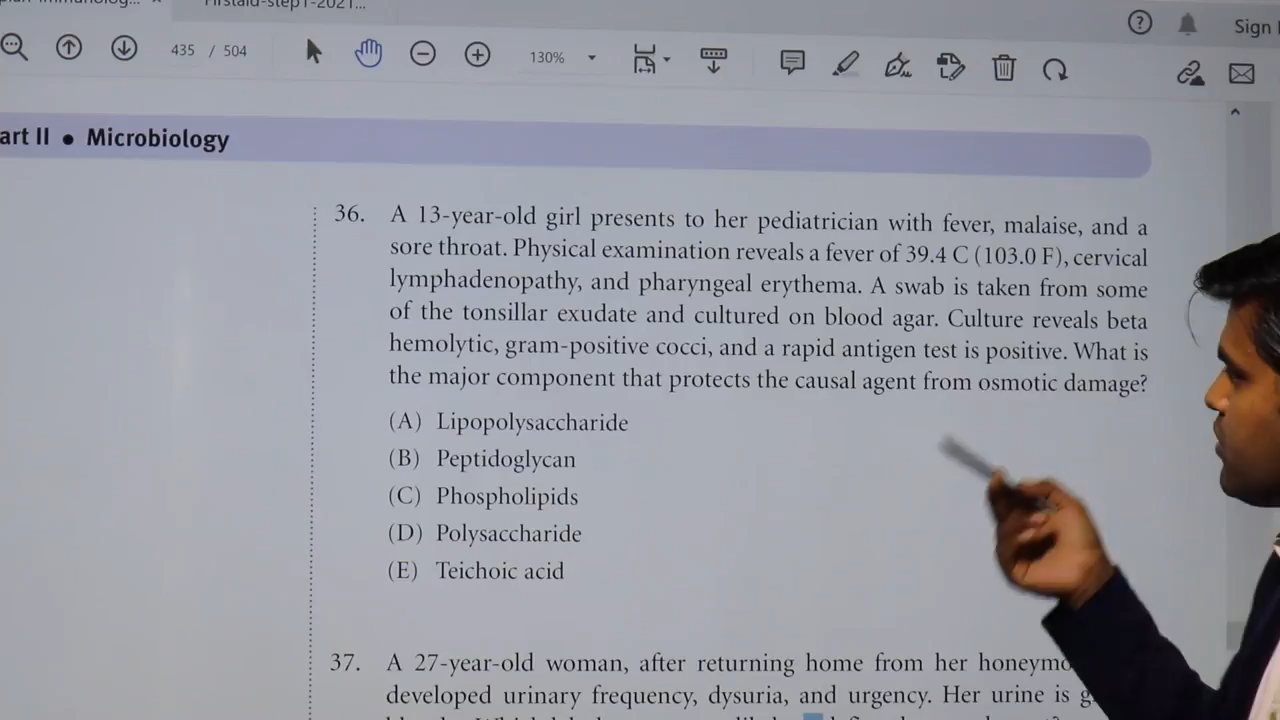 Firstaid-step1-2021...
Sign
435 / 504
130%
art II • Microbiology
36. A 13-year-old girl presents to her pediatrician with fever, malaise, and a
sore throat. Physical examination reveals a fever of 39.4 C (103.0 F), cervical
lymphadenopathy, and pharyngeal erythema. A swab is taken from some
of the tonsillar exudate and cultured on blood agar. Culture reveals beta
hemolytic, gram-positive cocci, and a rapid antigen test is positive. What is
the major component that protects the causal agent from osmotic damage?
(A) Lipopolysaccharide
(B) Peptidoglycan
(C) Phospholipids
(D) Polysaccharide
(E) Teichoic acid
37. A 27-year-old woman, after returning home from her honeymo
developed urinary frequency, dysuria, and urgency. Her urine is g